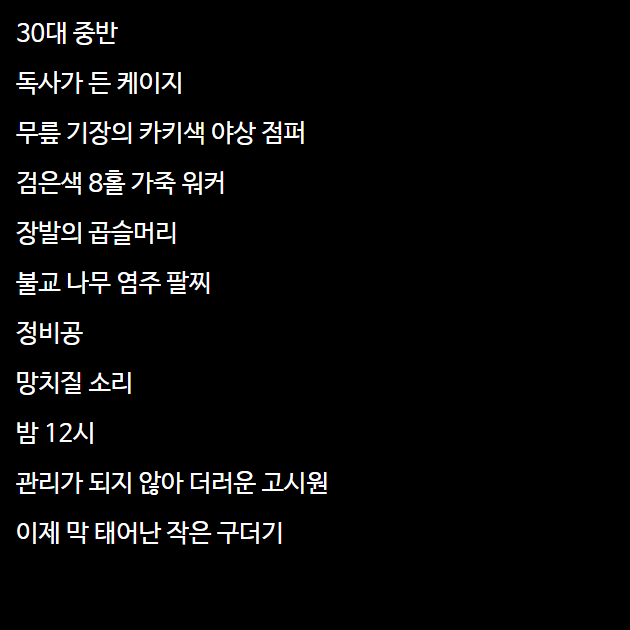 30대 중반
독사가 든 케이지
무릎 기장의 카키색 야상 점퍼
검은색 8홀 가죽 워커
장발의 곱슬머리
불교 나무 염주 팔찌
정비공
망치질 소리
밤 12시
관리가 되지 않아 더러운 고시원
이제 막 태어난 작은 구더기